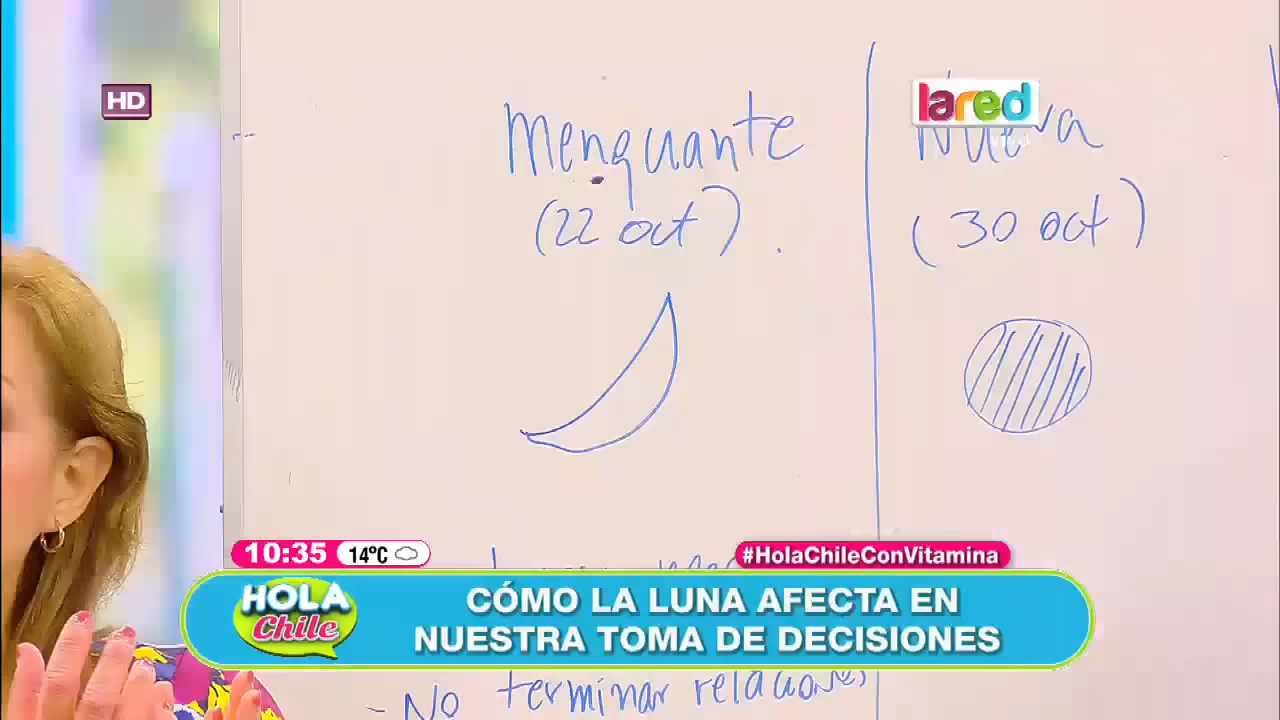 HD
lared
Menguante
Nueva
(22 oct)
(30 oct)
10:35
14ºC
#HolaChileConVitamina
HOLA
Chile
CÓMO LA LUNA AFECTA EN
NUESTRA TOMA DE DECISIONES
- No terminar relaciones